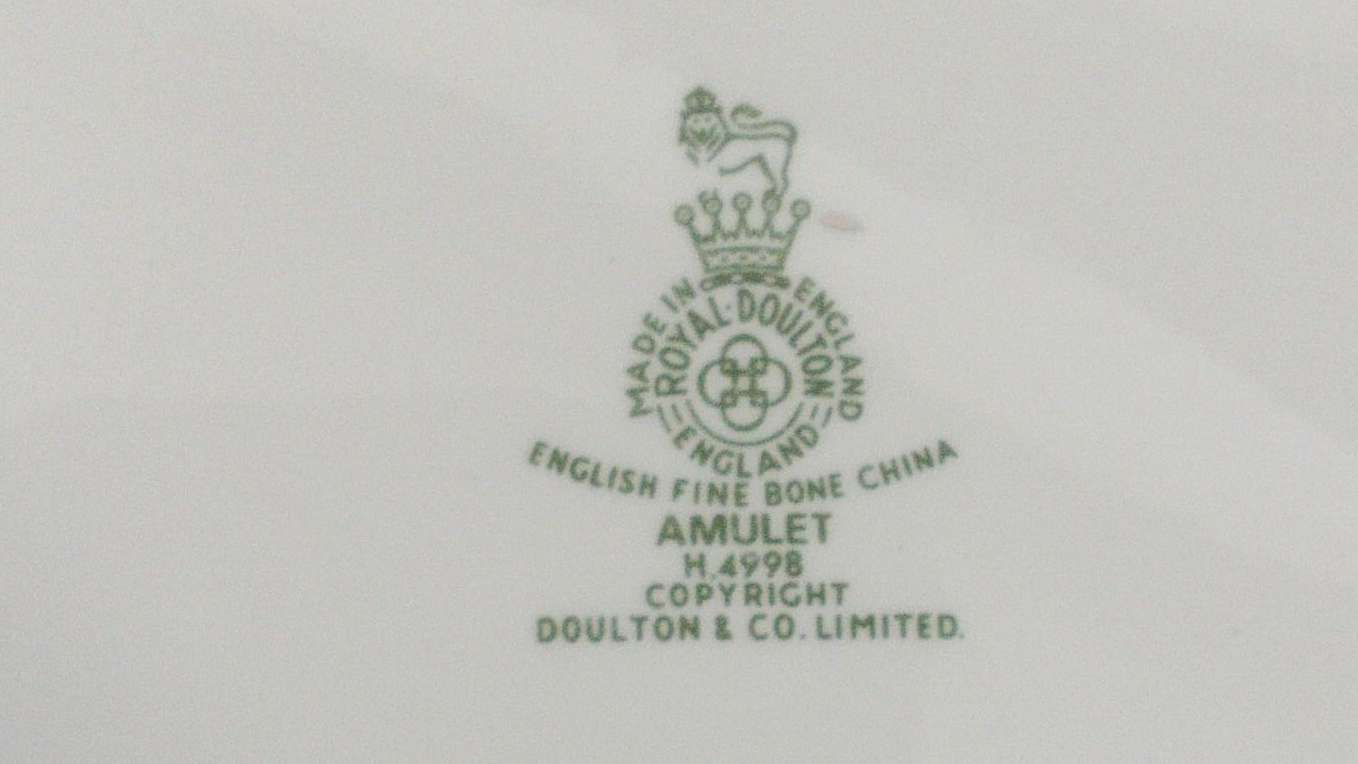 MADE IN ENGLAND
ROYAL·DOULTON
ENGLAND
ENGLISH FINE BONE CHINA
AMULET
H.4998
COPYRIGHT
DOULTON & CO. LIMITED.